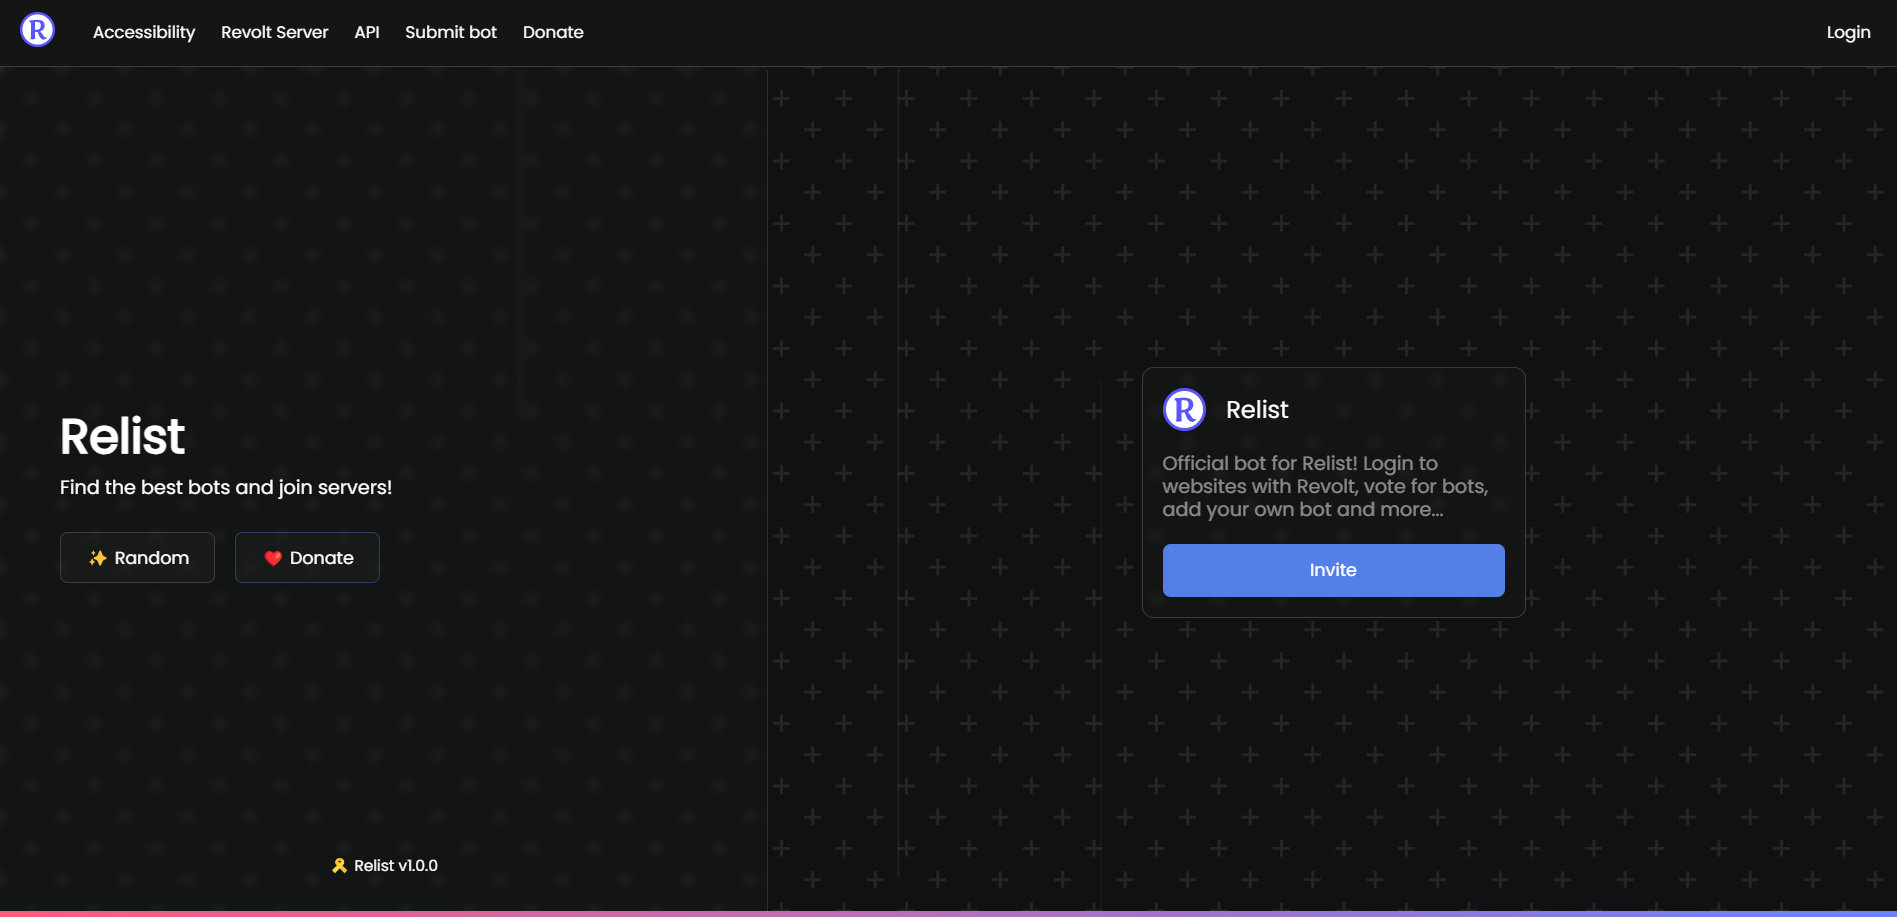 R
Accessibility
Revolt Server
API
Submit bot
Donate
Login
Relist
Find the best bots and join servers!
✨ Random
❤️ Donate
🎗️ Relist v1.0.0
R
Relist
Official bot for Relist! Login to
websites with Revolt, vote for bots,
add your own bot and more...
Invite